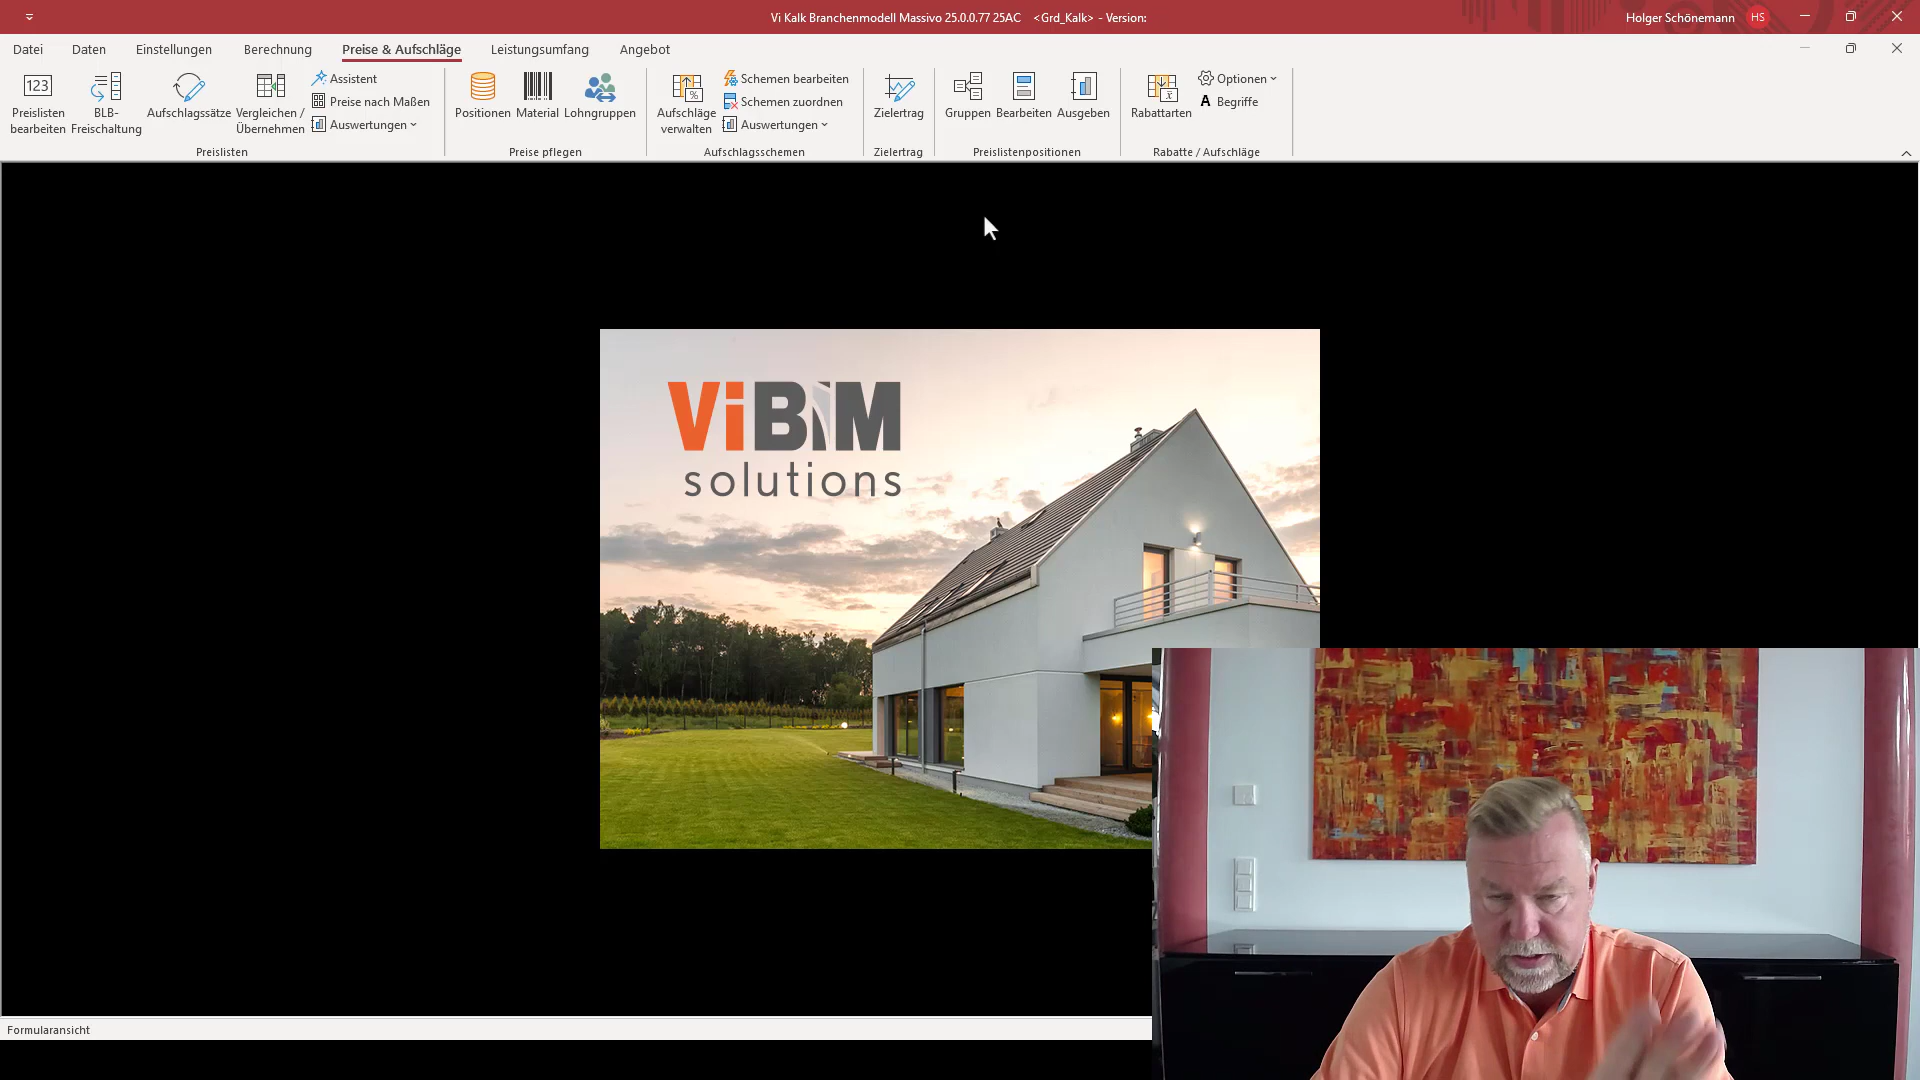 Vi Kalk Branchenmodell Massivo 25.0.0.77 25AC <Grd_Kalk> - Version:
Holger Schönemann HS
Datei Daten Einstellungen Berechnung Preise & Aufschläge Leistungsumfang Angebot
123
Preislisten bearbeiten
BLB-Freischaltung
Aufschlagsätze
Vergleichen / Übernehmen
Assistent
Preise nach Maßen
Auswertungen
Preislisten
Positionen
Material
Lohngruppen
Preise pflegen
Aufschläge verwalten
Schemen bearbeiten
Schemen zuordnen
Auswertungen
Aufschlagsschemen
Zielertrag
Zielertrag
Gruppen
Bearbeiten
Ausgeben
Preislistenpositionen
Rabattarten
Optionen
A Begriffe
Rabatte / Aufschläge
ViBiM
solutions
Formularansicht